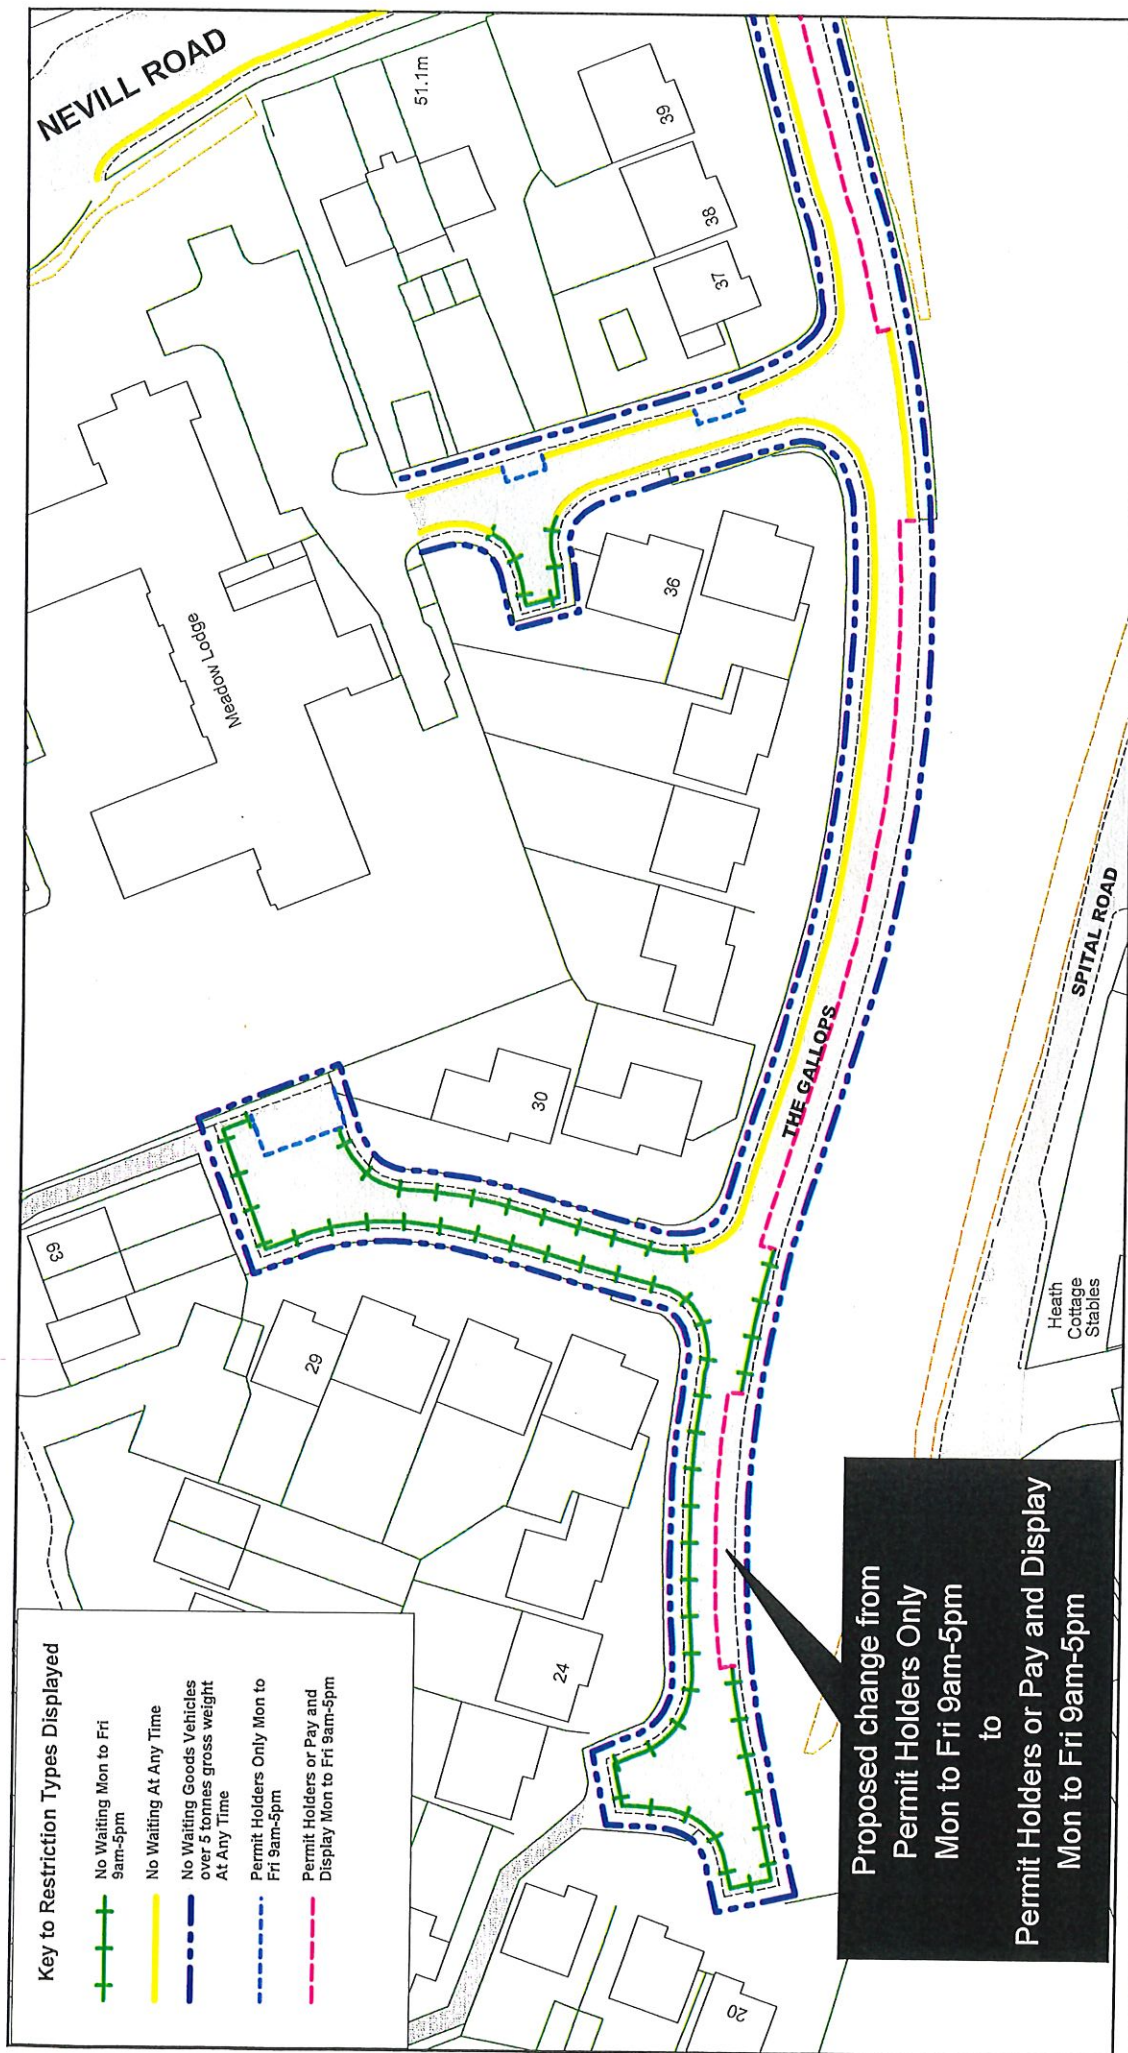 Key to Restriction Types Displayed
No Waiting Mon to Fri
9am-5pm
No Waiting At Any Time
No Waiting Goods Vehicles
over 5 tonnes gross weight
At Any Time
Permit Holders Only Mon to
Fri 9am-5pm
Permit Holders or Pay and
Display Mon to Fri 9am-5pm
NEVILL ROAD
51.1m
39
38
37
36
Meadow Lodge
30
63
29
24
20
THE GALLOPS
SPITAL ROAD
Heath
Cottage
Stables
Proposed change from
Permit Holders Only
Mon to Fri 9am-5pm
to
Permit Holders or Pay and Display
Mon to Fri 9am-5pm